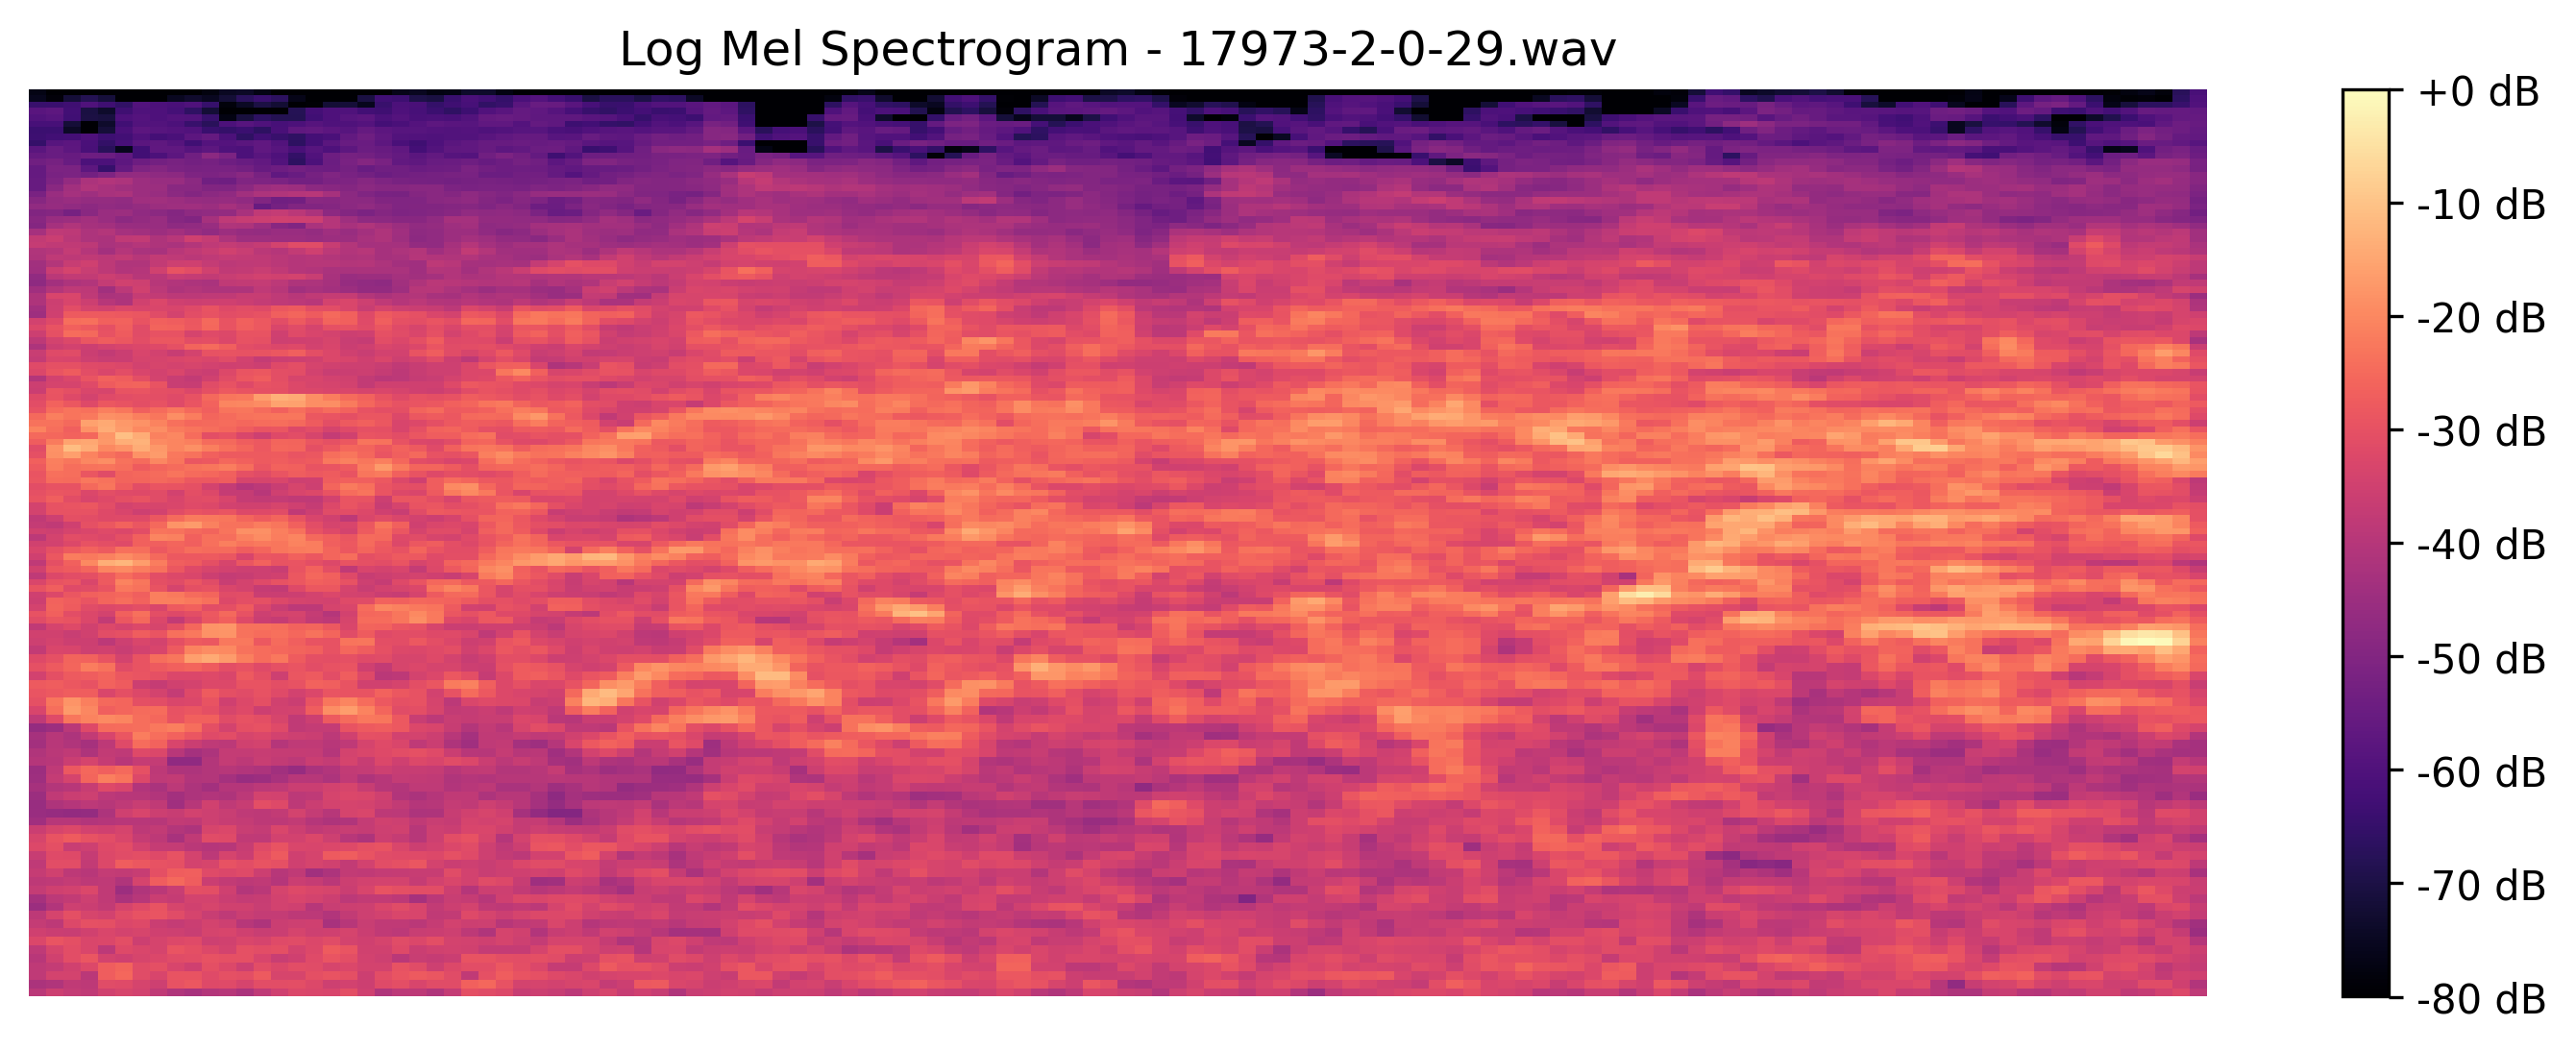 Log Mel Spectrogram - 17973-2-0-29.wav
+0 dB
-10 dB
-20 dB
-30 dB
-40 dB
-50 dB
-60 dB
-70 dB
-80 dB